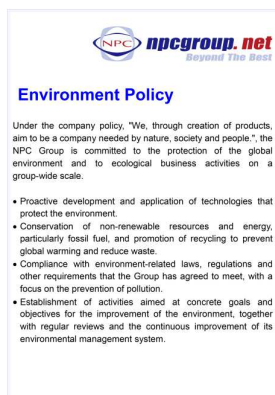 NPC npcgroup.net
Beyond The Best
Environment Policy
Under the company policy, "We, through creation of products,
aim to be a company needed by nature, society and people.", the
NPC Group is committed to the protection of the global
environment and to ecological business activities on a
group-wide scale.
• Proactive development and application of technologies that
protect the environment.
• Conservation of non-renewable resources and energy,
particularly fossil fuel, and promotion of recycling to prevent
global warming and reduce waste.
• Compliance with environment-related laws, regulations and
other requirements that the Group has agreed to meet, with a
focus on the prevention of pollution.
• Establishment of activities aimed at concrete goals and
objectives for the improvement of the environment, together
with regular reviews and the continuous improvement of its
environmental management system.